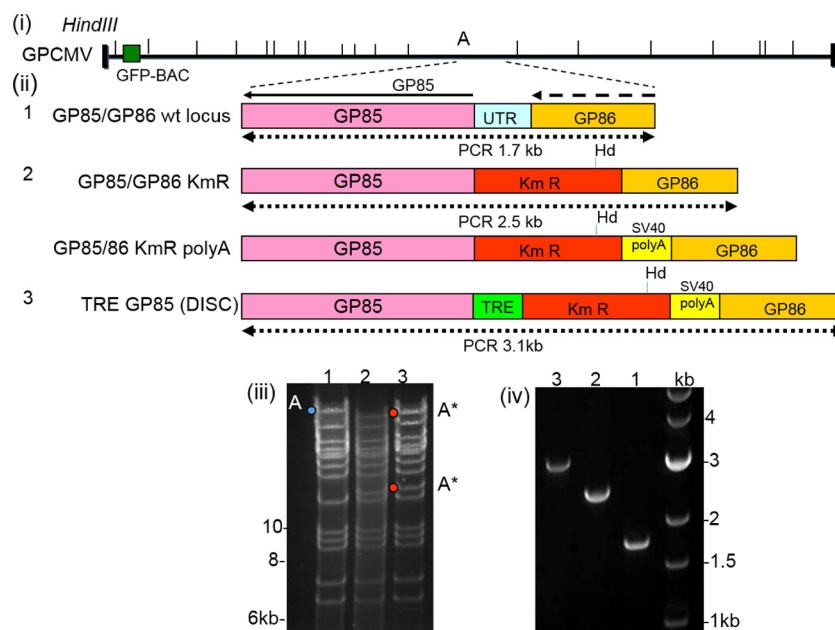 (i)
HindIII
A
GPCMV
GFP-BAC
(ii)
GP85
1 GP85/GP86 wt locus GP85 UTR GP86
PCR 1.7 kb
Hd
2 GP85/GP86 KmR GP85 Km R GP86
PCR 2.5 kb
Hd SV40
GP85/86 KmR polyA GP85 Km R polyA GP86
Hd SV40
3 TRE GP85 (DISC) GP85 TRE Km R polyA GP86
PCR 3.1kb
(iii) 1 2 3
A A*
A*
10-
8-
6kb-
(iv) 3 2 1 kb
4
-3
-2
-1.5
-1kb